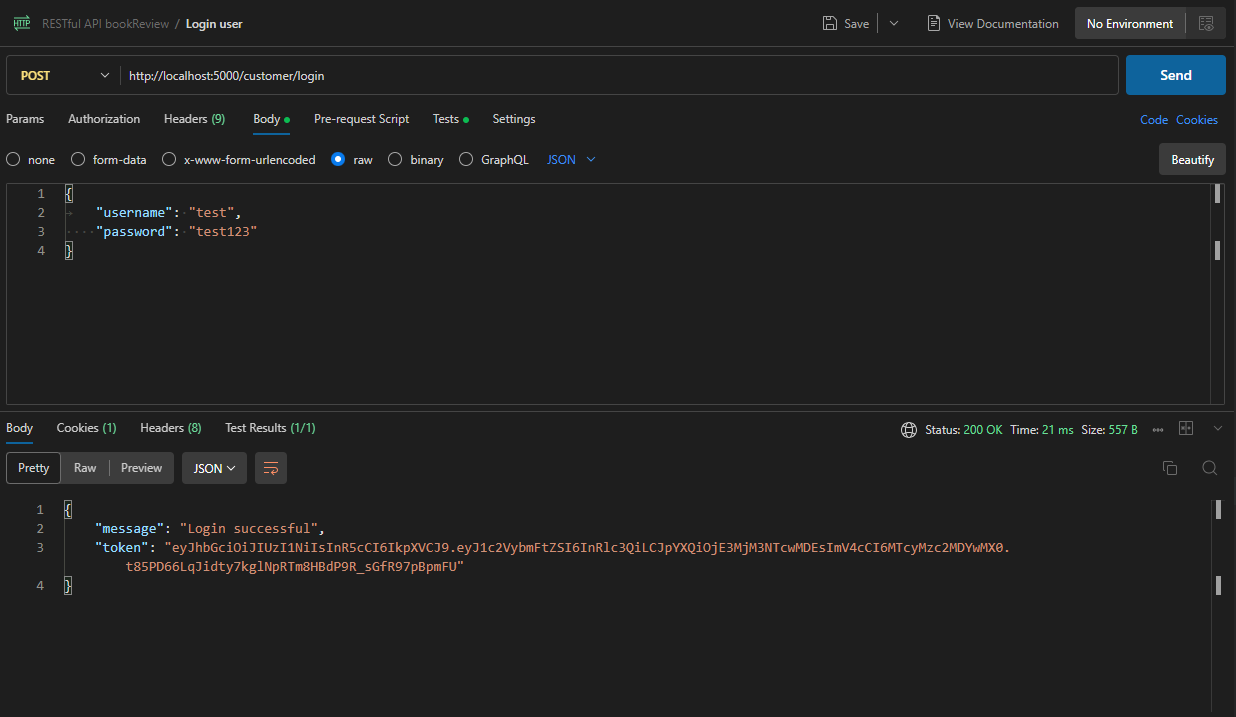 HTTP RESTful API bookReview / Login user Save View Documentation No Environment
POST http://localhost:5000/customer/login Send
Params Authorization Headers (9) Body Pre-request Script Tests Settings Code Cookies
none form-data x-www-form-urlencoded raw binary GraphQL JSON Beautify
1 {
2 "username": "test",
3 "password": "test123"
4 }
Body Cookies (1) Headers (8) Test Results (1/1) Status: 200 OK Time: 21 ms Size: 557 B
Pretty Raw Preview JSON
1 {
2 "message": "Login successful",
3 "token": "eyJhbGciOiJIUzI1NiIsInR5cCI6IkpXVCJ9.eyJ1c2VybmFtZSI6InRlc3QiLCJpYXQiOjE3MjM3NTcwMDEsImV4cCI6MTcyMzc2MDYwMX0.
t85PD66LqJidty7kglNpRTm8HBdP9R_sGfR97pBpmFU"
4 }